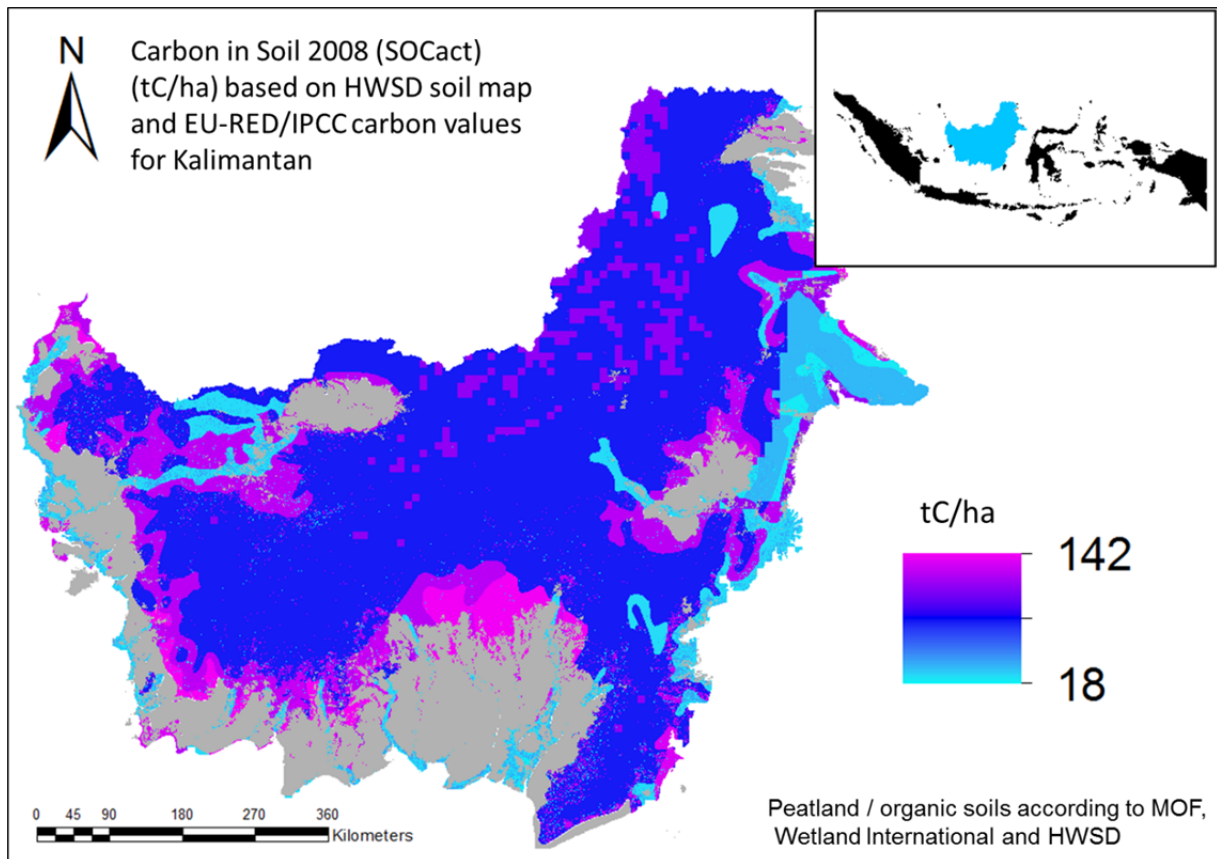 N
Carbon in Soil 2008 (SOCact)
(tC/ha) based on HWSD soil map
and EU-RED/IPCC carbon values
for Kalimantan
tC/ha
142
18
0 45 90 180 270 360
Kilometers
Peatland / organic soils according to MOF,
Wetland International and HWSD